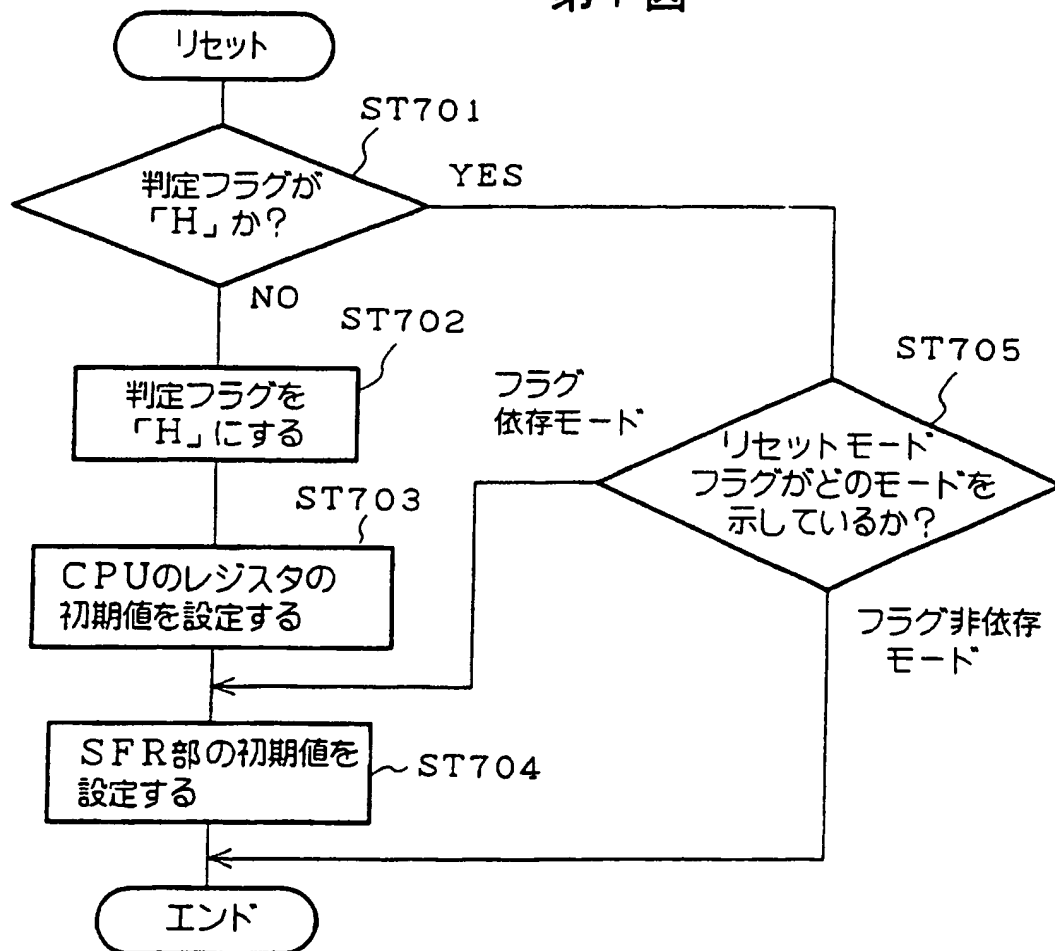 リセット
ST701
判定フラグが
「H」か?
YES
NO
ST702
判定フラグを
「H」にする
ST703
CPUのレジスタの
初期値を設定する
フラグ
依存モード
ST705
リセットモード
フラグがどのモードを
示しているか?
フラグ非依存
モード
SFR部の初期値を
設定する
ST704
エンド